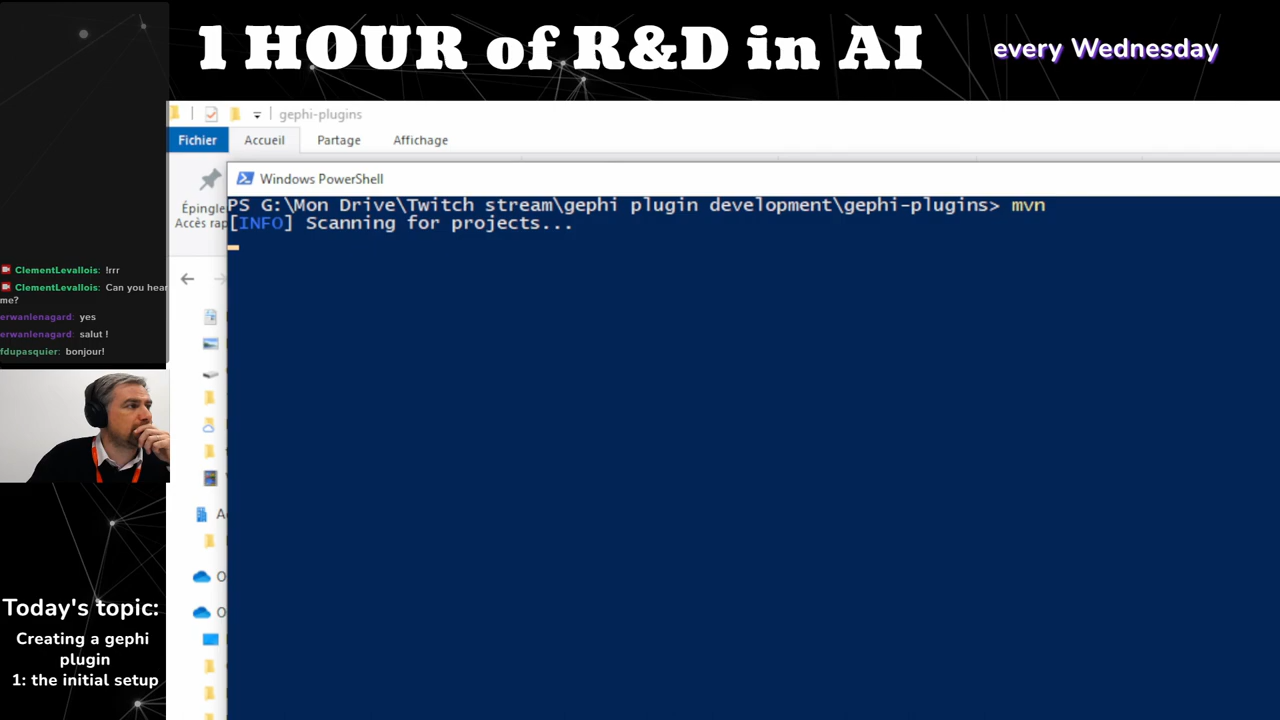 1 HOUR of R&D in AI
every Wednesday
gephi-plugins
Fichier
Accueil
Partage
Affichage
Windows PowerShell
Épingle
Accès rap
PS G:\Mon Drive\Twitch stream\gephi plugin development\gephi-plugins> mvn
[INFO] Scanning for projects...
ClementLevallois: !rrr
ClementLevallois: Can you hear
me?
erwanlenagard: yes
erwanlenagard: salut !
fdupasquier: bonjour!
Today's topic:
Creating a gephi
plugin
1: the initial setup